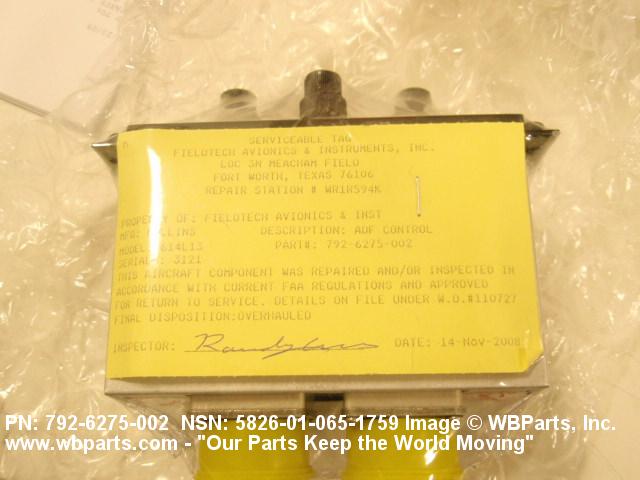 SERVICEABLE TAG
FIELDTECH AVIONICS & INSTRUMENTS, INC.
LOC 3N MEACHAM FIELD
FORT WORTH, TEXAS 76106
REPAIR STATION # WR1R594K
PROPERTY OF: FIELDTECH AVIONICS & INST
MFG: COLLINS DESCRIPTION: ADF CONTROL
MODEL: 614L13 PART#: 792-6275-002
SERIAL#: 3121
THIS AIRCRAFT COMPONENT WAS REPAIRED AND/OR INSPECTED IN
ACCORDANCE WITH CURRENT FAA REGULATIONS AND APPROVED
FOR RETURN TO SERVICE. DETAILS ON FILE UNDER W.O.#110727
FINAL DISPOSITION:OVERHAULED
INSPECTOR: DATE: 14-Nov-2008
PN: 792-6275-002 NSN: 5826-01-065-1759 Image © WBParts, Inc.
www.wbparts.com - "Our Parts Keep the World Moving"